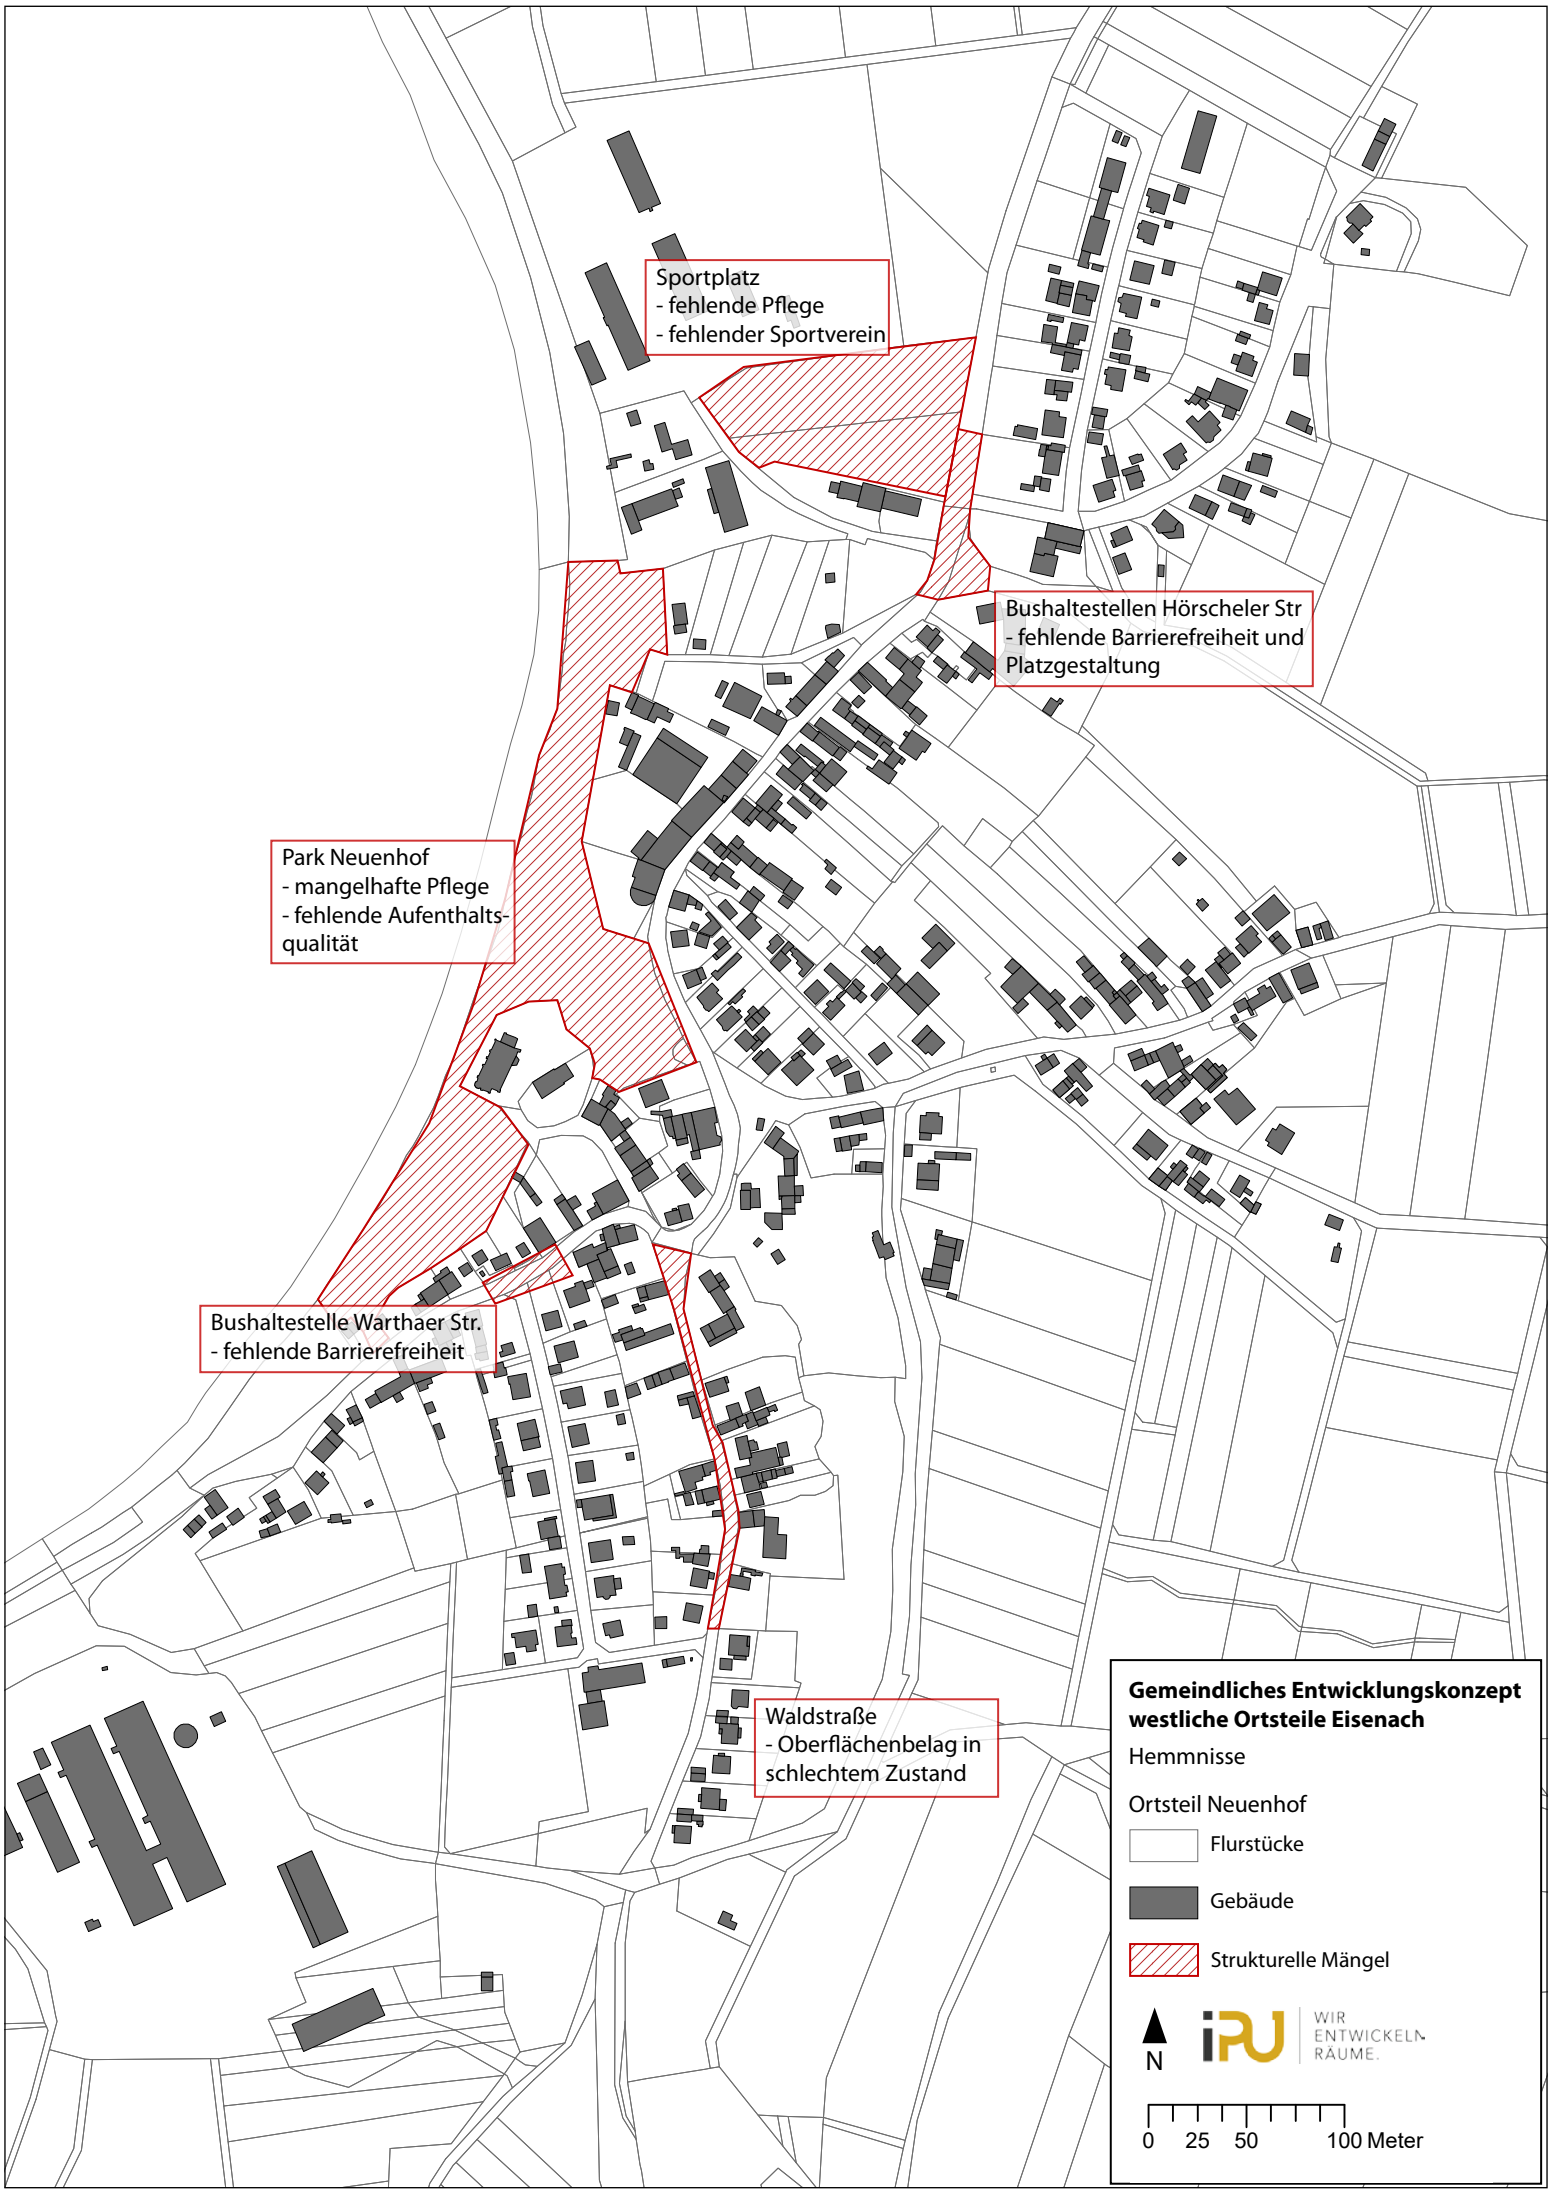 Sportplatz
- fehlende Pflege
- fehlender Sportverein
Bushaltestellen Hörscheler Str
- fehlende Barrierefreiheit und
Platzgestaltung
Park Neuenhof
- mangelhafte Pflege
- fehlende Aufenthalts-
qualität
Bushaltestelle Warthaer Str.
- fehlende Barrierefreiheit
Waldstraße
- Oberflächenbelag in
schlechtem Zustand
Gemeindliches Entwicklungskonzept
westliche Ortsteile Eisenach
Hemmnisse
Ortsteil Neuenhof
Flurstücke
Gebäude
Strukturelle Mängel
N
iPU
WIR
ENTWICKELN
RÄUME.
0 25 50 100 Meter